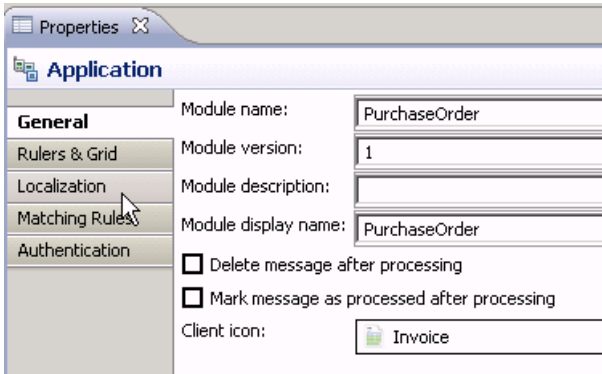 Properties
Application
General
Rulers & Grid
Localization
Matching Rules
Authentication
Module name: PurchaseOrder
Module version: 1
Module description:
Module display name: PurchaseOrder
Delete message after processing
Mark message as processed after processing
Client icon: Invoice